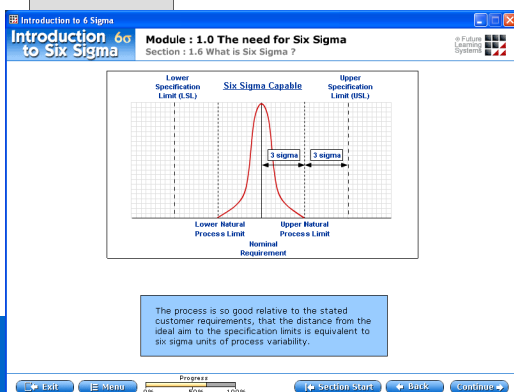 Introduction to 6 Sigma
Introduction 6σ
to Six Sigma
Module : 1.0 The need for Six Sigma
Section : 1.6 What is Six Sigma ?
Future
Learning
Systems
Lower
Specification
Limit (LSL)
Six Sigma Capable
Upper
Specification
Limit (USL)
3 sigma
3 sigma
Lower Natural
Process Limit
Upper Natural
Process Limit
Nominal
Requirement
The process is so good relative to the stated
customer requirements, that the distance from the
ideal aim to the specification limits is equivalent to
six sigma units of process variability.
Exit
Menu
Progress
0% 50% 100%
Section Start
Back
Continue